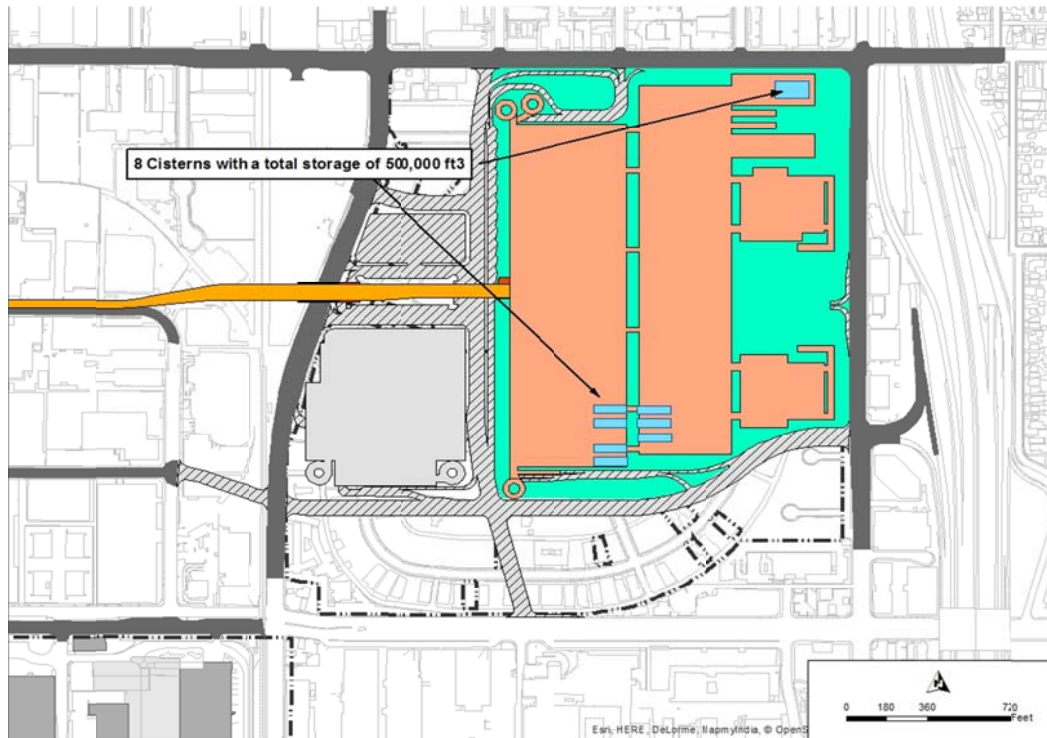 8 Cisterns with a total storage of 500,000 ft3
0 180 360 720
Feet
Esri, HERE, DeLorme, MapmyIndia, © OpenS